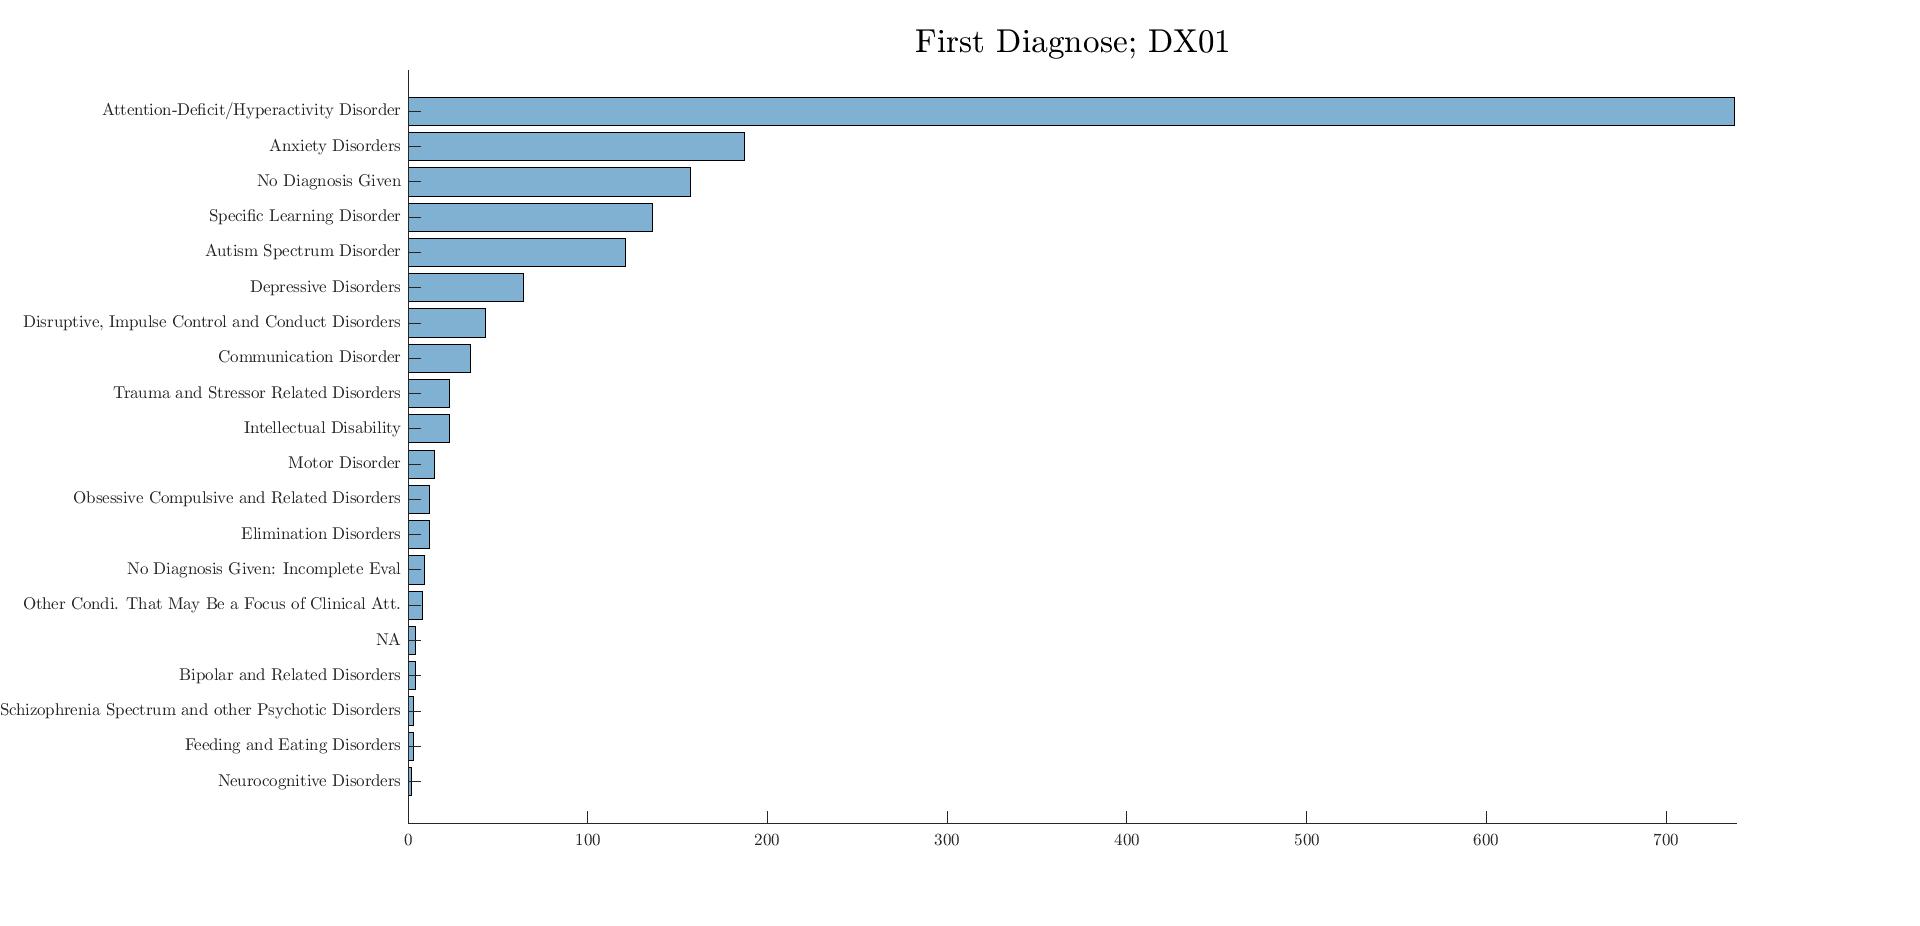 First Diagnose; DX01
Attention-Deficit/Hyperactivity Disorder
Anxiety Disorders
No Diagnosis Given
Specific Learning Disorder
Autism Spectrum Disorder
Depressive Disorders
Disruptive, Impulse Control and Conduct Disorders
Communication Disorder
Trauma and Stressor Related Disorders
Intellectual Disability
Motor Disorder
Obsessive Compulsive and Related Disorders
Elimination Disorders
No Diagnosis Given: Incomplete Eval
Other Condi. That May Be a Focus of Clinical Att.
NA
Bipolar and Related Disorders
Schizophrenia Spectrum and other Psychotic Disorders
Feeding and Eating Disorders
Neurocognitive Disorders
0 100 200 300 400 500 600 700